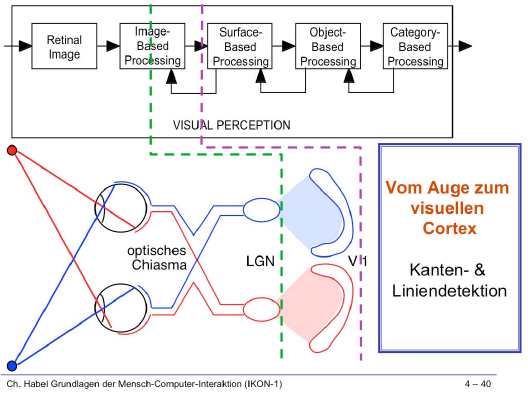 Retinal
Image
Image-
Based
Processing
Surface-
Based
Processing
Object-
Based
Processing
Category-
Based
Processing
VISUAL PERCEPTION
optisches
Chiasma
LGN
V 1
Vom Auge zum
visuellen
Cortex
Kanten- &
Liniendetektion
Ch. Habel Grundlagen der Mensch-Computer-Interaktion (IKON-1)
4 – 40